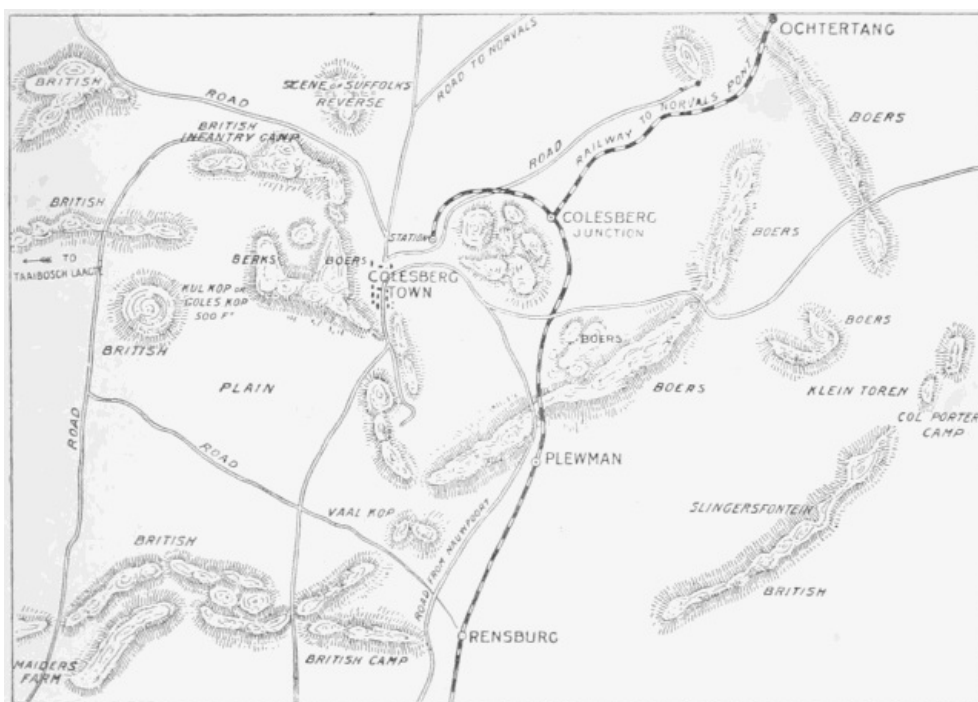 OCHTERTANG
BRITISH
ROAD
SCENE OF SUFFOLKS
REVERSE
ROAD TO NORVALS
RAILWAY TO NORVALS PONT
ROAD
BOERS
BRITISH
INFANTRY CAMP
BRITISH
TO
TAAIBOSCH LAAGTE
STATION
COLESBERG
JUNCTION
BOERS
BERKS
BOERS
COLESBERG
TOWN
KUL KOP OR
COLES KOP
500 FT
BRITISH
BOERS
BOERS
BOERS
PLAIN
KLEIN TOREN
COL PORTER
CAMP
ROAD
ROAD
PLEWMAN
SLINGERSFONTEIN
VAAL KOP
BRITISH
ROAD FROM NAUWPOORT
BRITISH
RENSBURG
BRITISH CAMP
MAIDERS
FARM